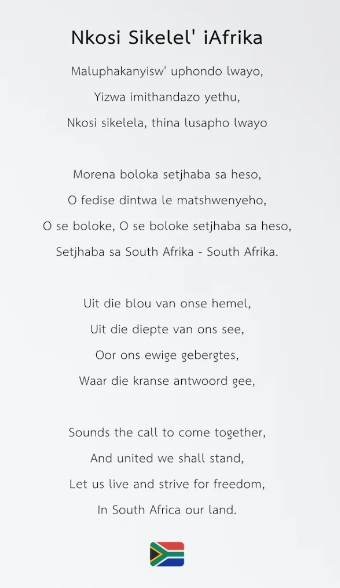 Nkosi Sikelel' iAfrika
Maluphakanyisw' uphondo lwayo,
Yizwa imithandazo yethu,
Nkosi sikelela, thina lusapho lwayo
Morena boloka setjhaba sa heso,
O fedise dintwa le matshwenyeho,
O se boloke, O se boloke setjhaba sa heso,
Setjhaba sa South Afrika - South Afrika.
Uit die blou van onse hemel,
Uit die diepte van ons see,
Oor ons ewige gebergtes,
Waar die kranse antwoord gee,
Sounds the call to come together,
And united we shall stand,
Let us live and strive for freedom,
In South Africa our land.